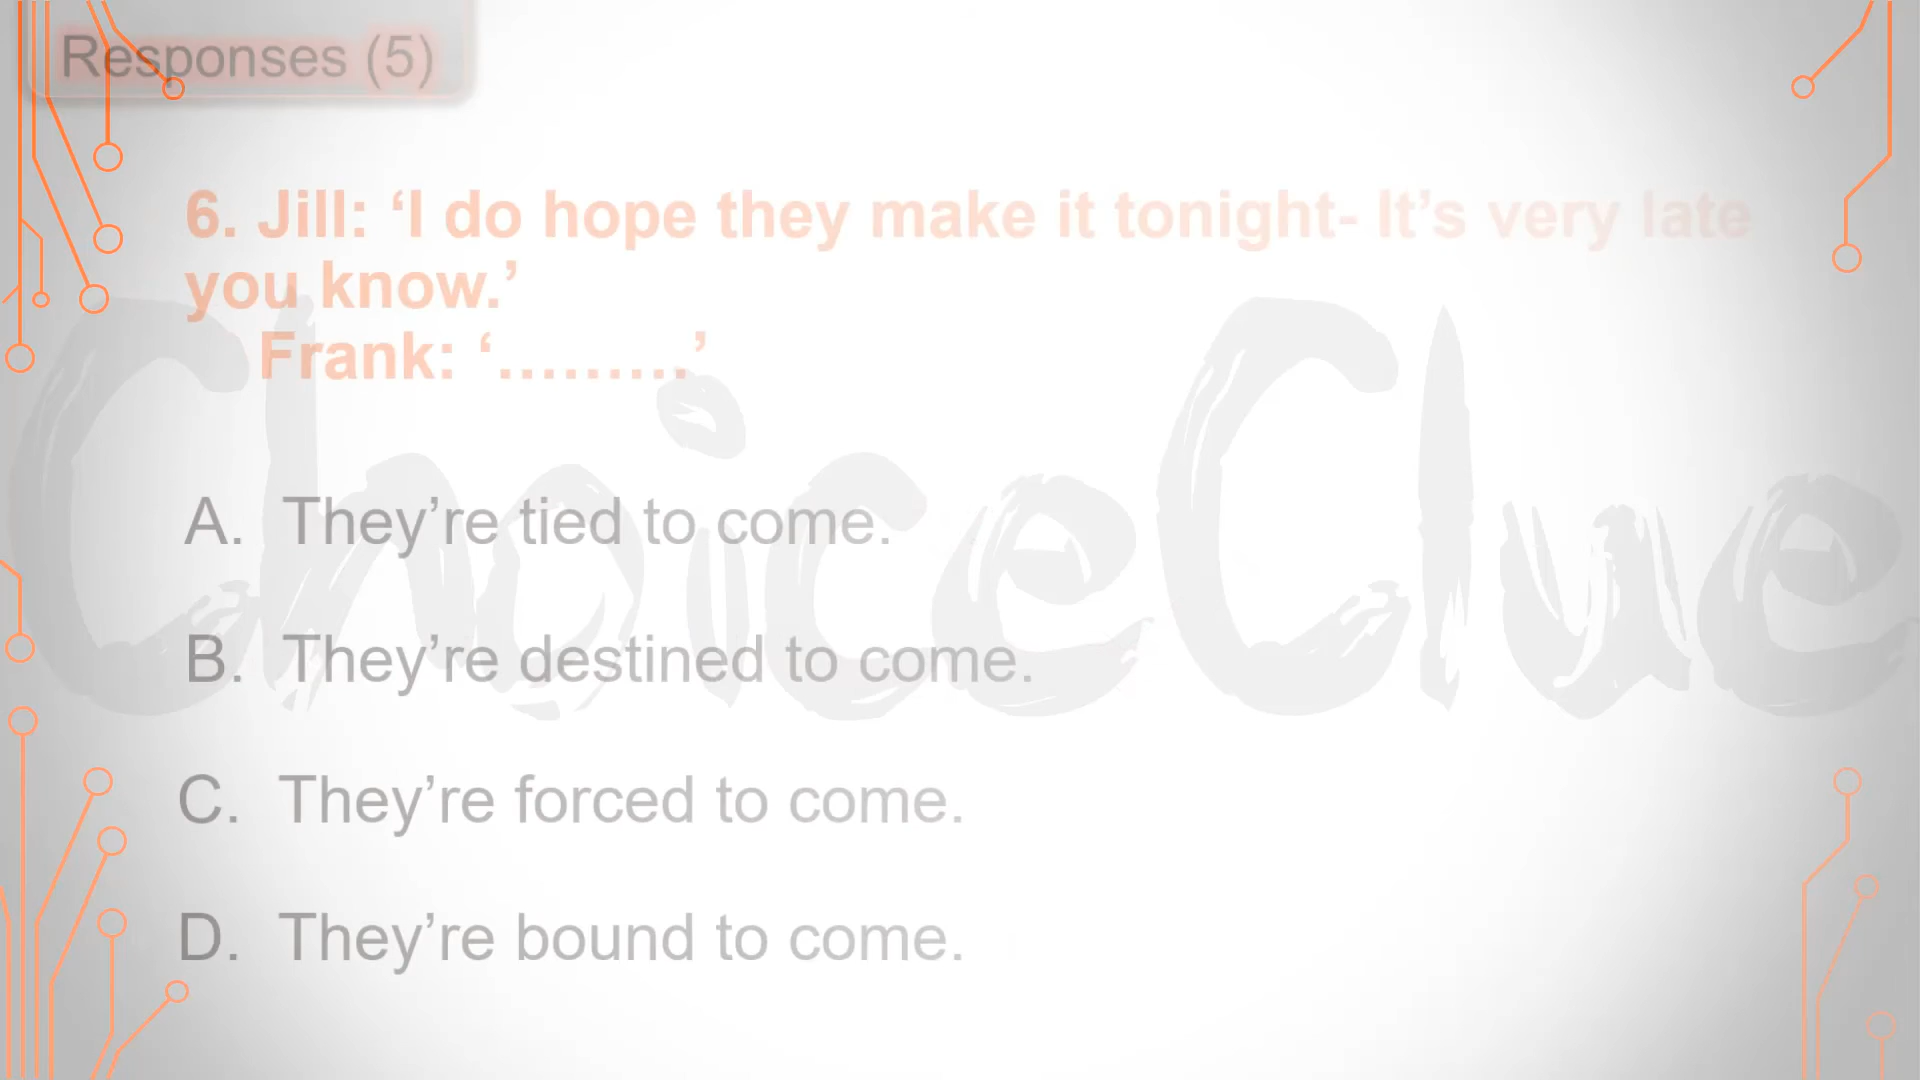 Responses (5)
6. Jill: ‘I do hope they make it tonight- It’s very late
you know.’
Frank: ‘.........’
ChoiceClue
A. They’re tied to come.
B. They’re destined to come.
C. They’re forced to come.
D. They’re bound to come.